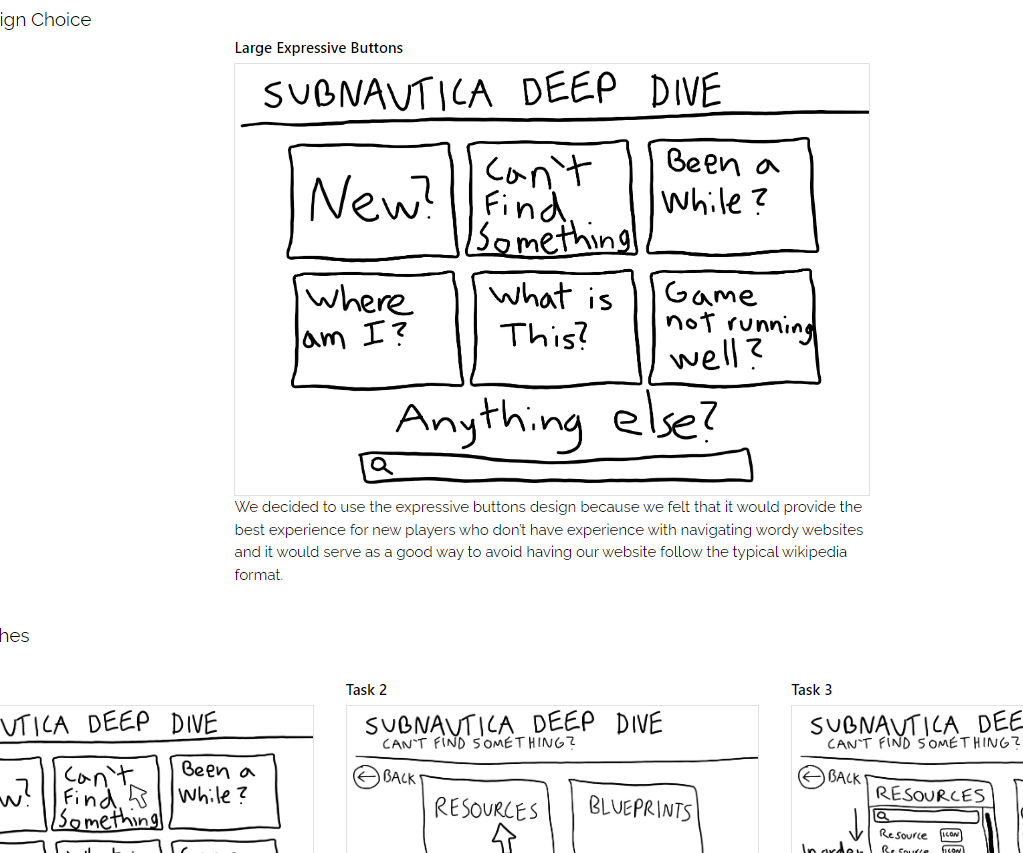 ign Choice
Large Expressive Buttons
SUBNAUTICA DEEP DIVE
New?
Can't
Find
Something
Been a
While?
Where
am I?
What is
This?
Game
not running
well?
Anything else?
We decided to use the expressive buttons design because we felt that it would provide the
best experience for new players who don't have experience with navigating wordy websites
and it would serve as a good way to avoid having our website follow the typical wikipedia
format.
hes
UTICA DEEP DIVE
w?
Can't
Find
Something
Been a
While?
Task 2
SUBNAUTICA DEEP DIVE
CAN'T FIND SOMETHING?
BACK
RESOURCES
BLUEPRINTS
Task 3
SUBNAUTICA DEE
CAN'T FIND SOMETHING?
BACK
RESOURCES
In order
Resource ICON
Resource ICON